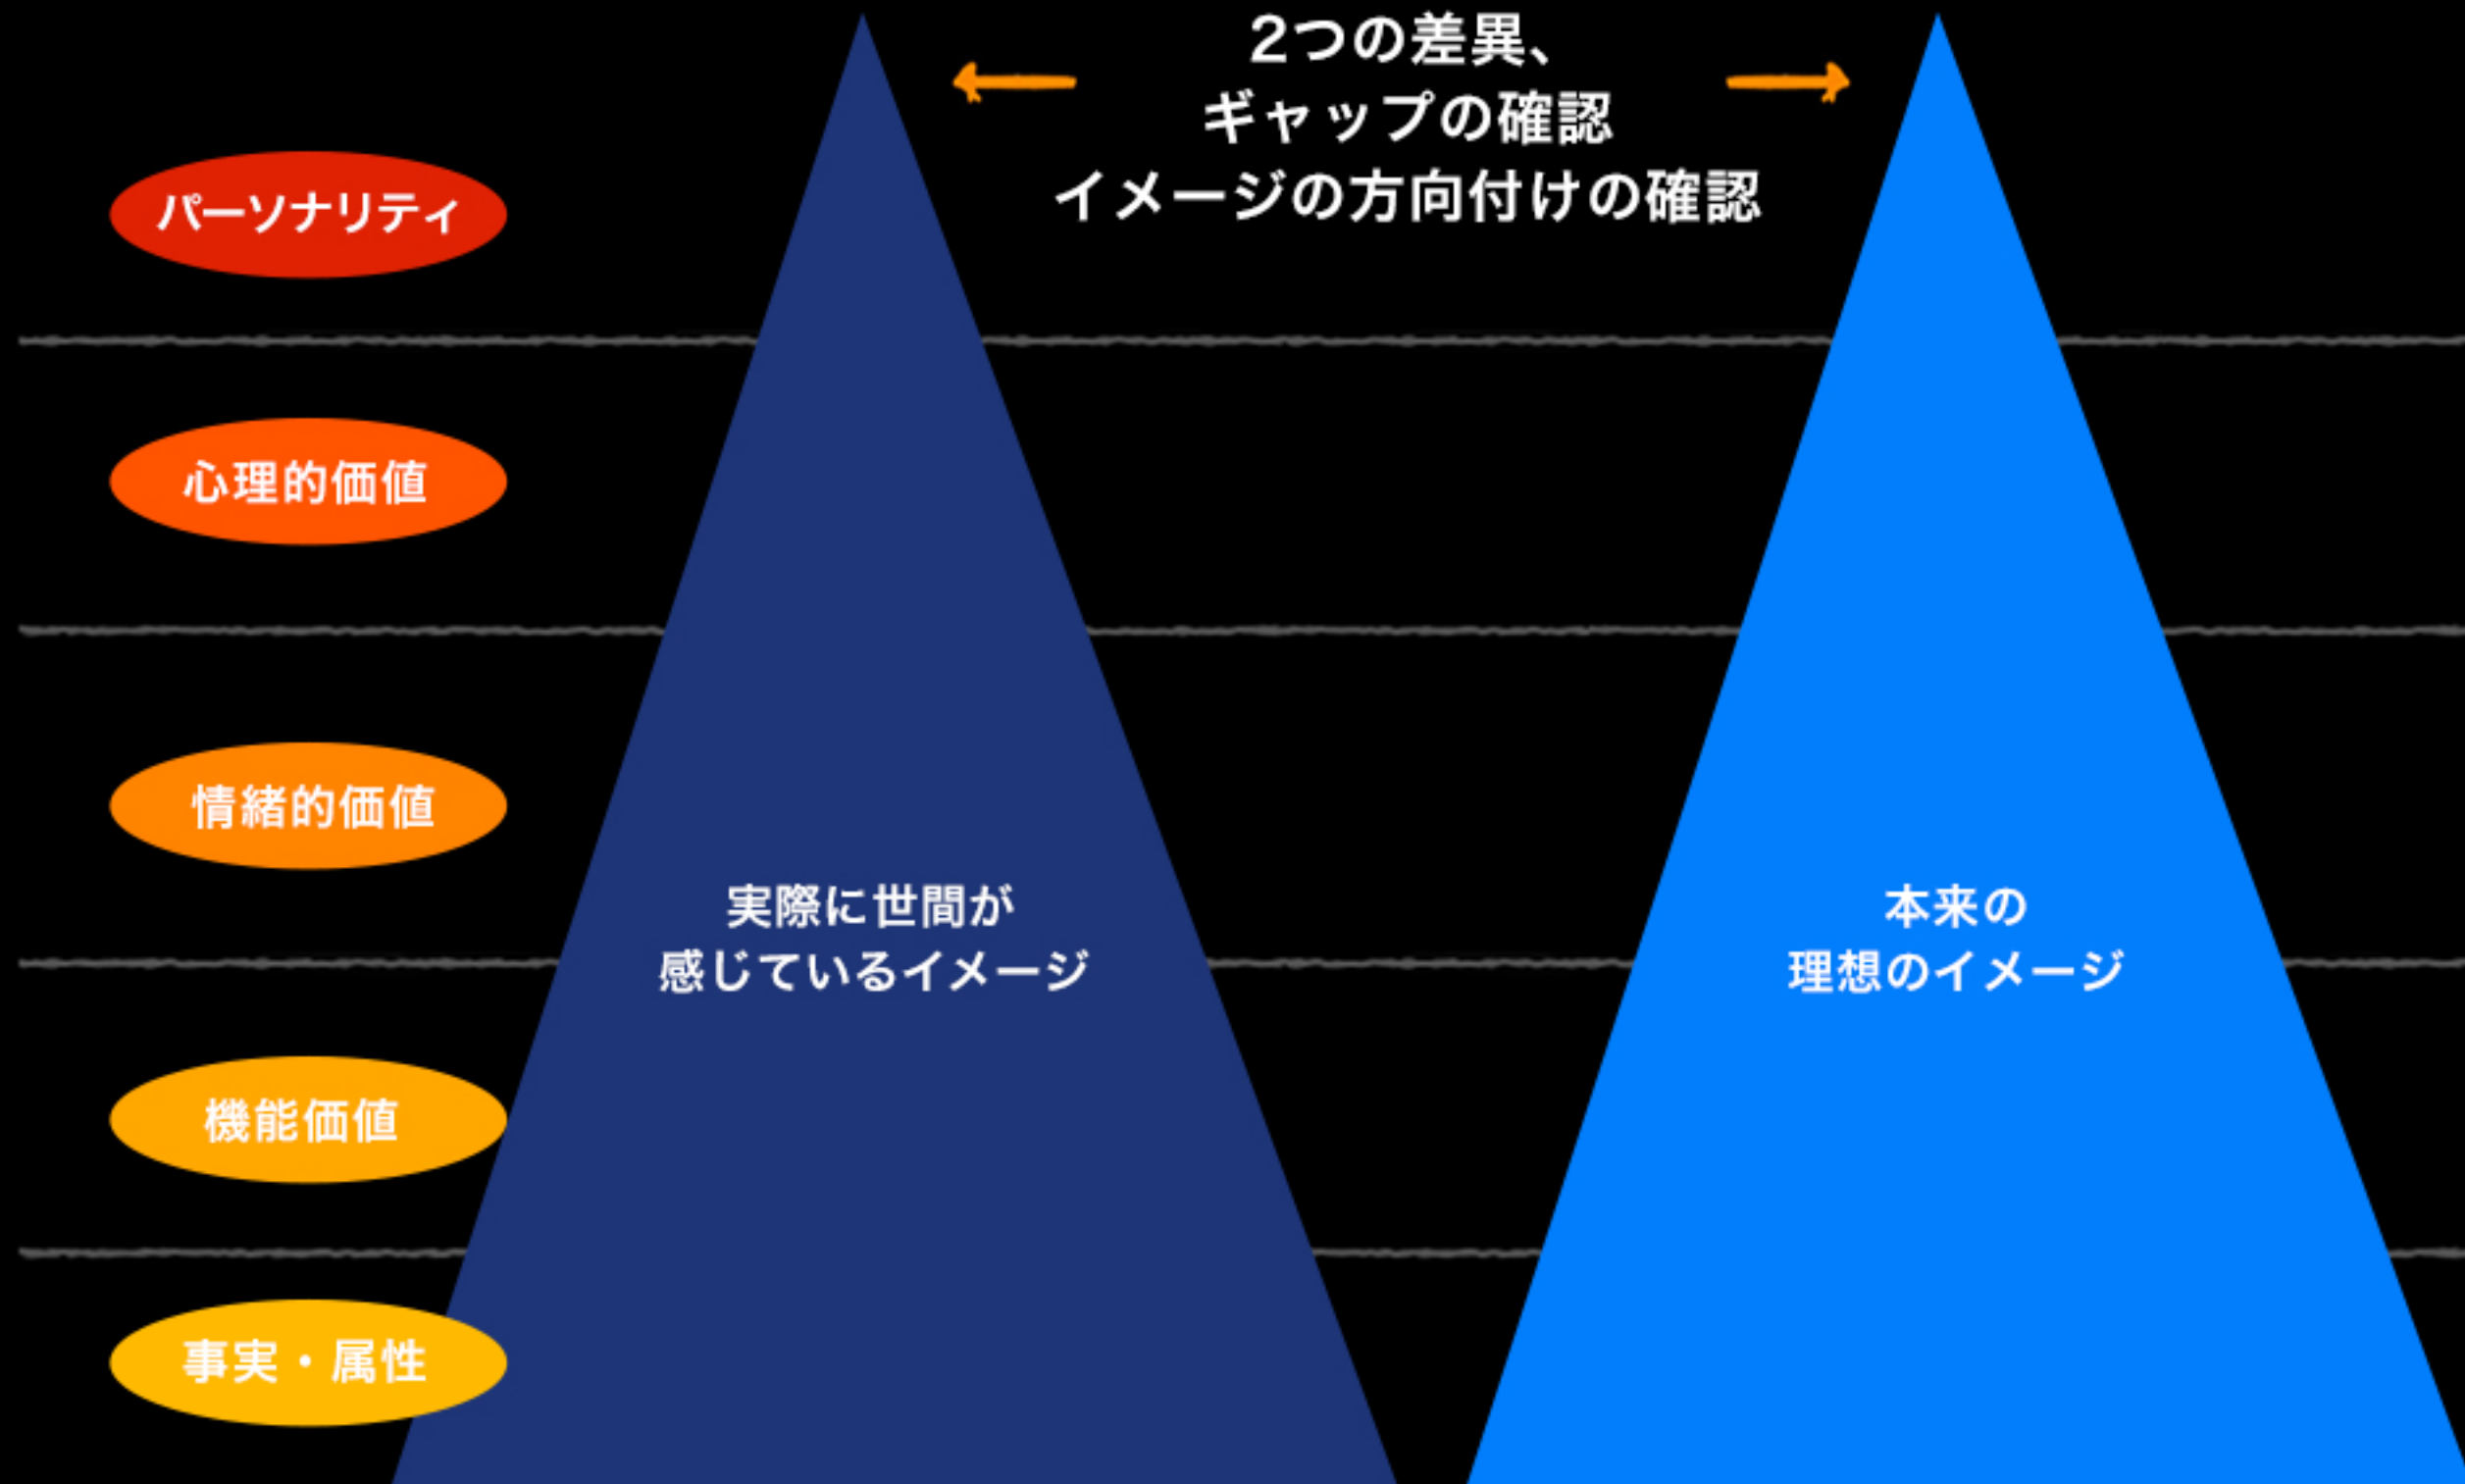 2つの差異、
ギャップの確認
イメージの方向付けの確認
パーソナリティ
心理的価値
情緒的価値
実際に世間が
感じているイメージ
本来の
理想のイメージ
機能価値
事実・属性